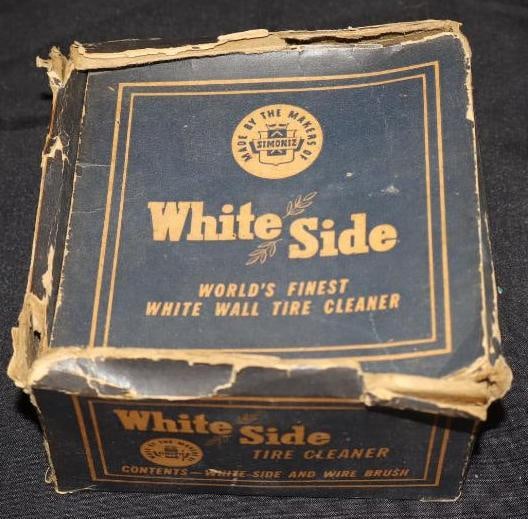 MADE BY THE MAKERS OF
SIMONIZ
White Side
WORLD'S FINEST
WHITE WALL TIRE CLEANER
White Side
TIRE CLEANER
CONTENTS—WHITE-SIDE AND WIRE BRUSH